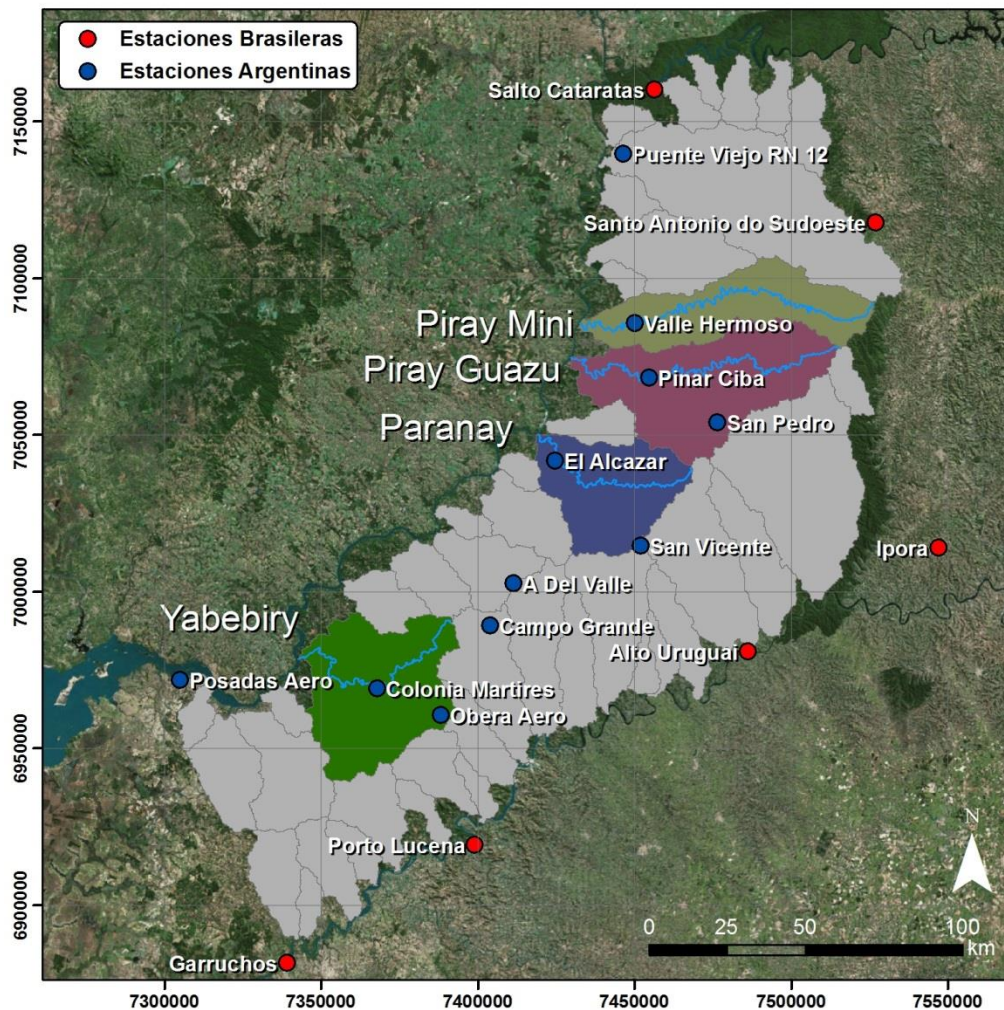 Estaciones Brasileras
Estaciones Argentinas
Salto Cataratas
Puente Viejo RN 12
Santo Antonio do Sudoeste
Piray Mini
Valle Hermoso
Piray Guazu
Pinar Ciba
Paranay
San Pedro
El Alcazar
San Vicente
Ipora
A Del Valle
Yabebiry
Campo Grande
Alto Uruguai
Posadas Aero
Colonia Martires
Obera Aero
Porto Lucena
Garruchos
N
0 25 50 100
km
7150000
7100000
7050000
7000000
6950000
6900000
7300000 7350000 7400000 7450000 7500000 7550000